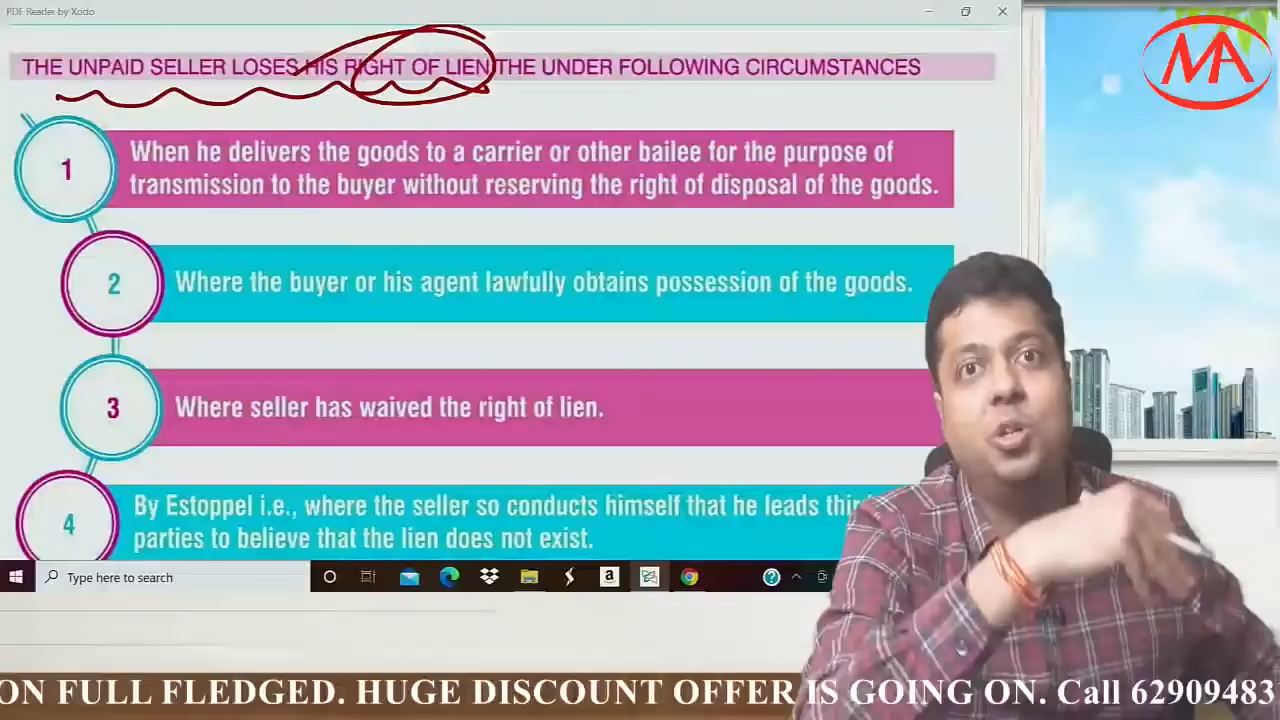 PDF Reader by Xodo
MA
THE UNPAID SELLER LOSES HIS RIGHT OF LIEN THE UNDER FOLLOWING CIRCUMSTANCES
1
When he delivers the goods to a carrier or other bailee for the purpose of
transmission to the buyer without reserving the right of disposal of the goods.
2
Where the buyer or his agent lawfully obtains possession of the goods.
3
Where seller has waived the right of lien.
4
By Estoppel i.e., where the seller so conducts himself that he leads
parties to believe that the lien does not exist.
Type here to search
ON FULL FLEDGED. HUGE DISCOUNT OFFER IS GOING ON. Call 62909483